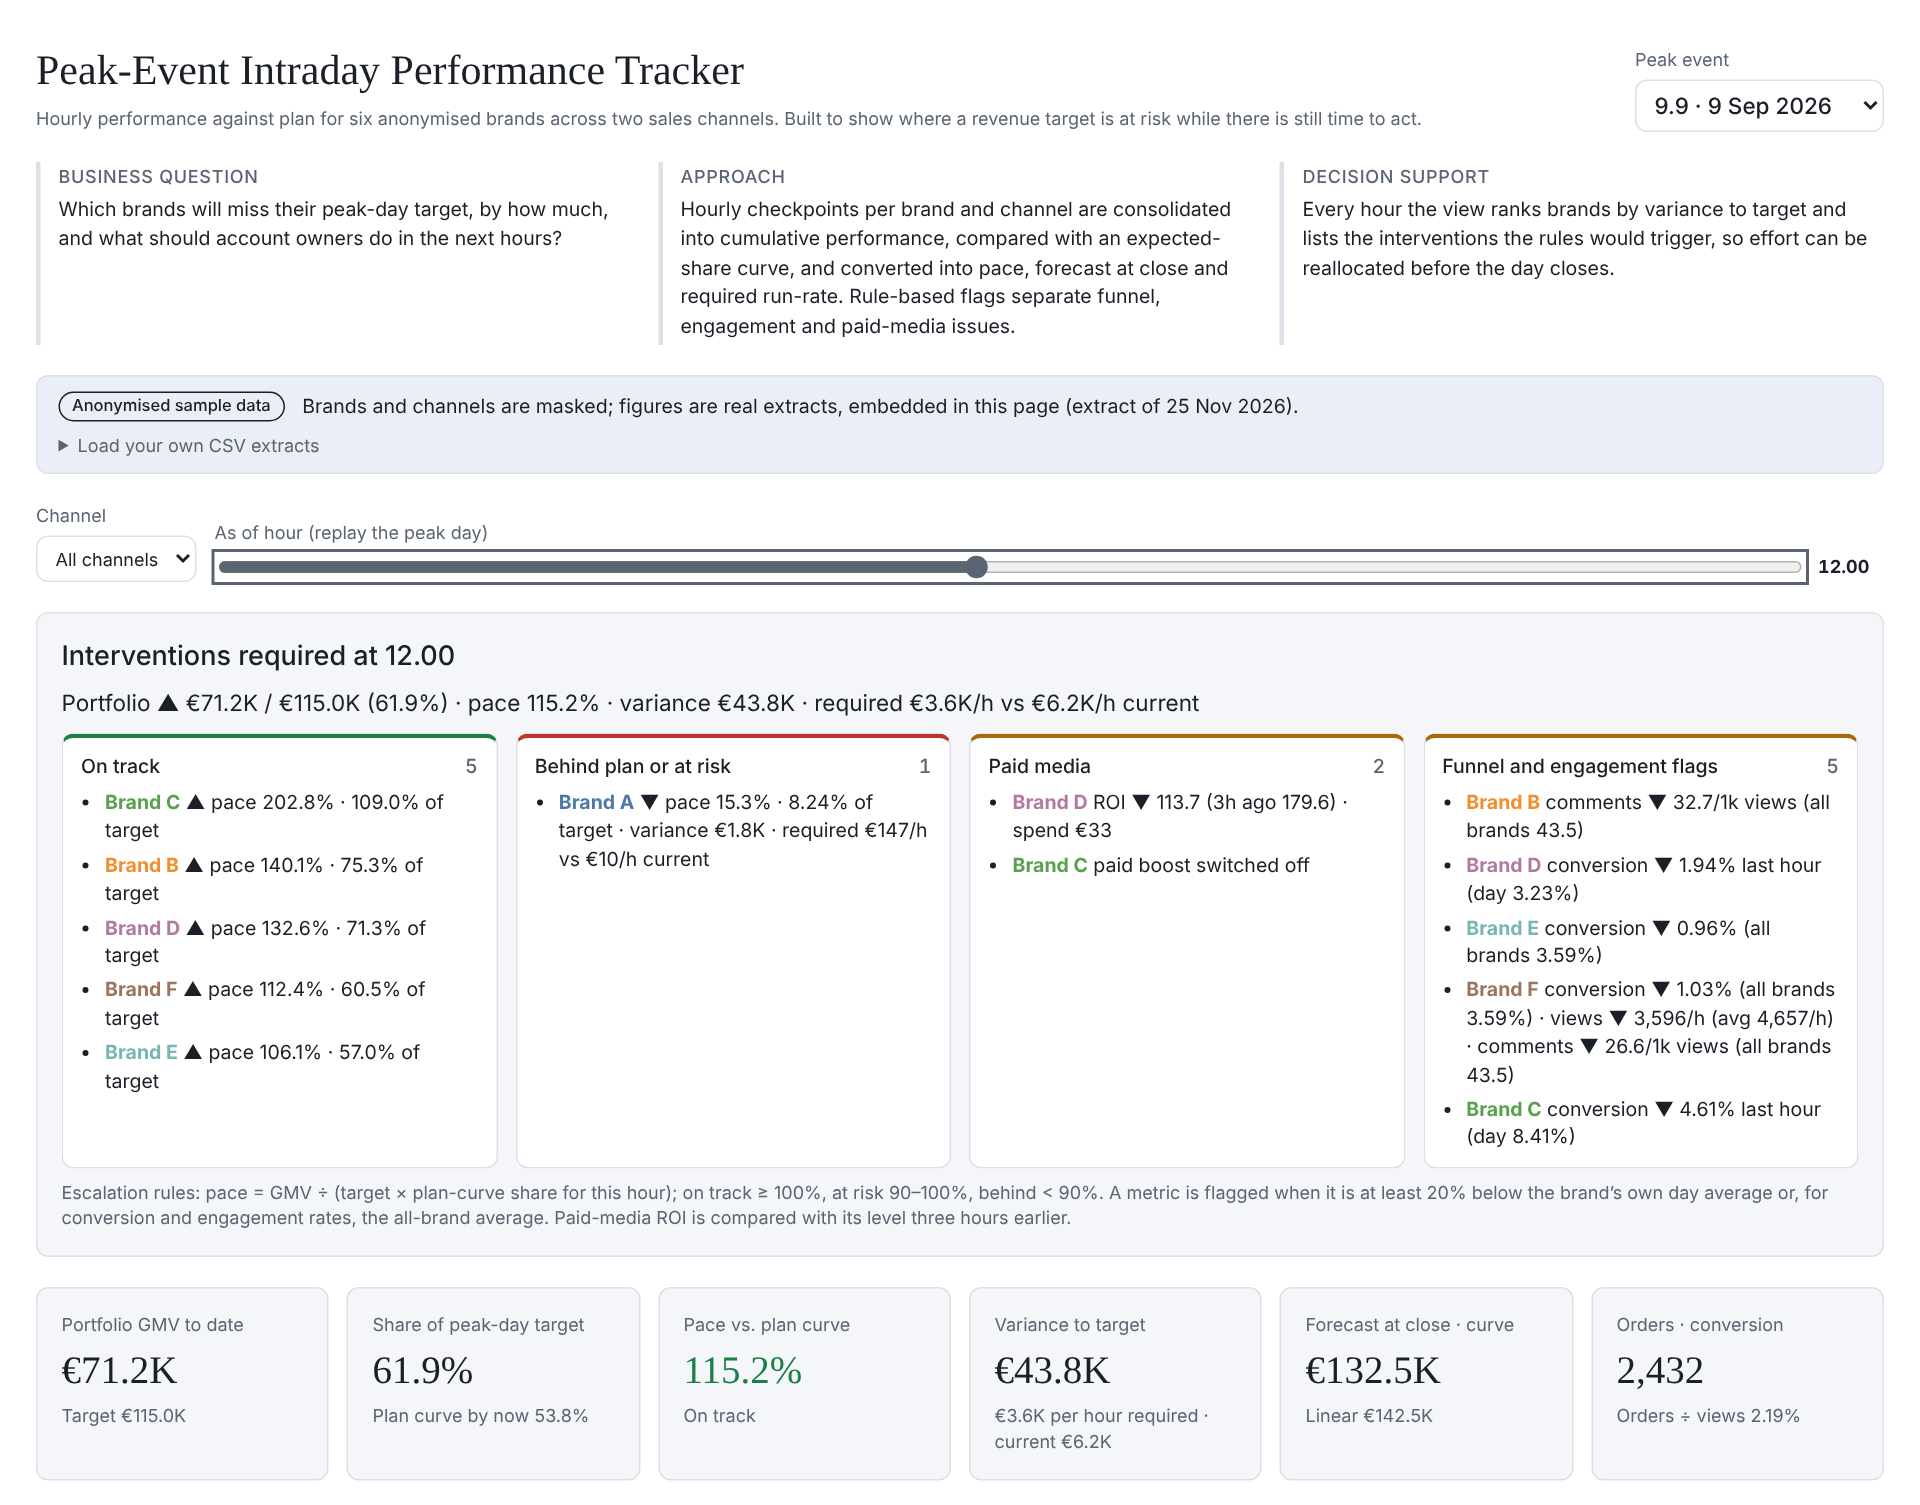 Peak-Event Intraday Performance Tracker
Hourly performance against plan for six anonymised brands across two sales channels. Built to show where a revenue target is at risk while there is still time to act.
Peak event
9.9 · 9 Sep 2026
BUSINESS QUESTION
Which brands will miss their peak-day target, by how much,
and what should account owners do in the next hours?
APPROACH
Hourly checkpoints per brand and channel are consolidated
into cumulative performance, compared with an expected-
share curve, and converted into pace, forecast at close and
required run-rate. Rule-based flags separate funnel,
engagement and paid-media issues.
DECISION SUPPORT
Every hour the view ranks brands by variance to target and
lists the interventions the rules would trigger, so effort can be
reallocated before the day closes.
Anonymised sample data Brands and channels are masked; figures are real extracts, embedded in this page (extract of 25 Nov 2026).
▶ Load your own CSV extracts
Channel
All channels
As of hour (replay the peak day)
12.00
Interventions required at 12.00
Portfolio ▲ €71.2K / €115.0K (61.9%) · pace 115.2% · variance €43.8K · required €3.6K/h vs €6.2K/h current
On track 5
• Brand C ▲ pace 202.8% · 109.0% of
target
• Brand B ▲ pace 140.1% · 75.3% of
target
• Brand D ▲ pace 132.6% · 71.3% of
target
• Brand F ▲ pace 112.4% · 60.5% of
target
• Brand E ▲ pace 106.1% · 57.0% of
target
Behind plan or at risk 1
• Brand A ▼ pace 15.3% · 8.24% of
target · variance €1.8K · required €147/h
vs €10/h current
Paid media 2
• Brand D ROI ▼ 113.7 (3h ago 179.6) ·
spend €33
• Brand C paid boost switched off
Funnel and engagement flags 5
• Brand B comments ▼ 32.7/1k views (all
brands 43.5)
• Brand D conversion ▼ 1.94% last hour
(day 3.23%)
• Brand E conversion ▼ 0.96% (all
brands 3.59%)
• Brand F conversion ▼ 1.03% (all brands
3.59%) · views ▼ 3,596/h (avg 4,657/h)
· comments ▼ 26.6/1k views (all brands
43.5)
• Brand C conversion ▼ 4.61% last hour
(day 8.41%)
Escalation rules: pace = GMV ÷ (target × plan-curve share for this hour); on track ≥ 100%, at risk 90–100%, behind < 90%. A metric is flagged when it is at least 20% below the brand’s own day average or, for
conversion and engagement rates, the all-brand average. Paid-media ROI is compared with its level three hours earlier.
Portfolio GMV to date
€71.2K
Target €115.0K
Share of peak-day target
61.9%
Plan curve by now 53.8%
Pace vs. plan curve
115.2%
On track
Variance to target
€43.8K
€3.6K per hour required ·
current €6.2K
Forecast at close · curve
€132.5K
Linear €142.5K
Orders · conversion
2,432
Orders ÷ views 2.19%